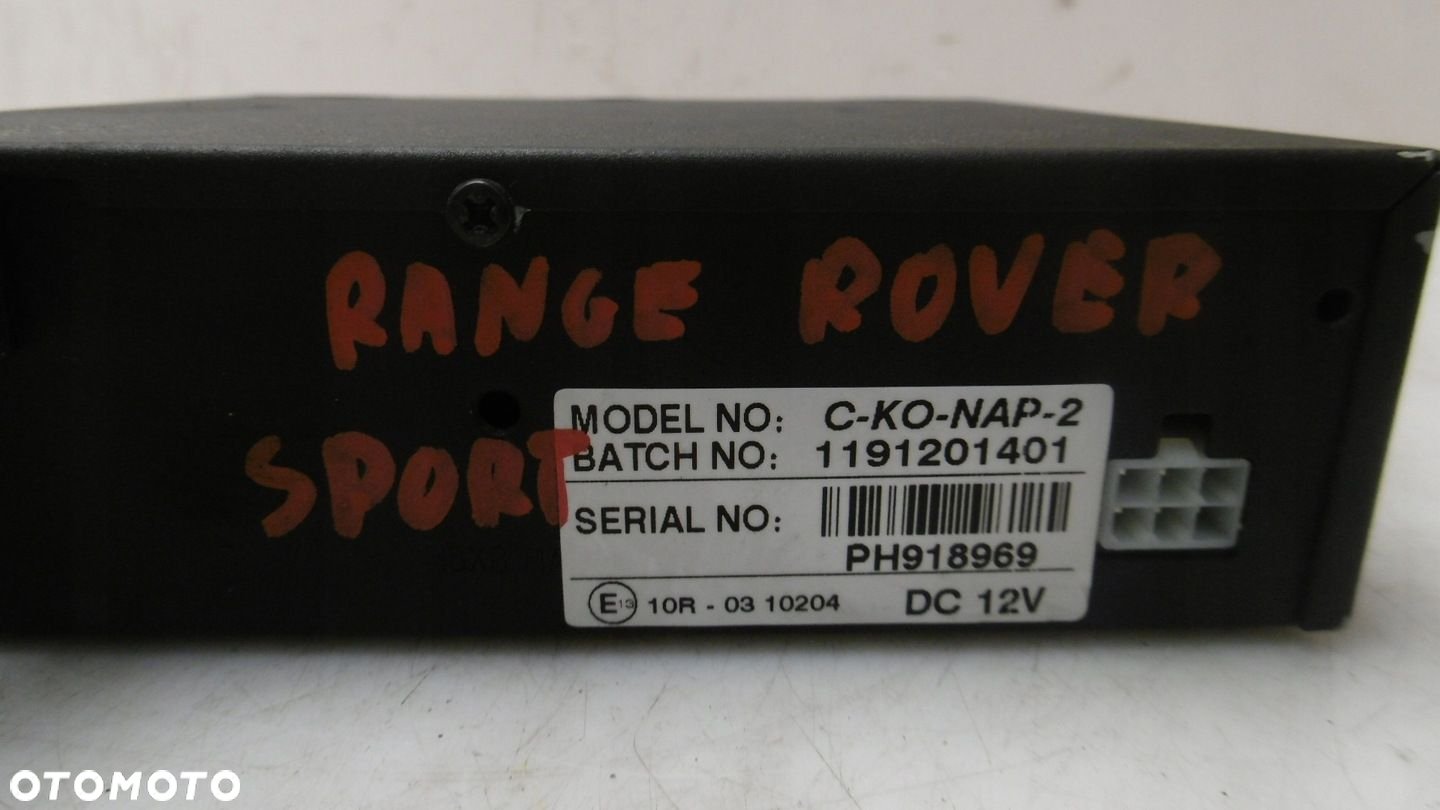 RANGE ROVER
SPORT
MODEL NO: C-KO-NAP-2
BATCH NO: 1191201401
SERIAL NO:
PH918969
E13 10R - 03 10204 DC 12V
OTOMOTO